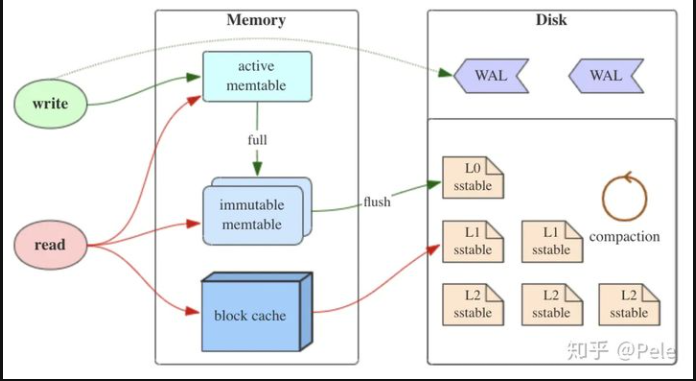 Memory
Disk
write
active
memtable
WAL
WAL
full
read
immutable
memtable
flush
L0
sstable
compaction
L1
sstable
L1
sstable
block cache
L2
sstable
L2
sstable
L2
sstable
知乎 @Pele